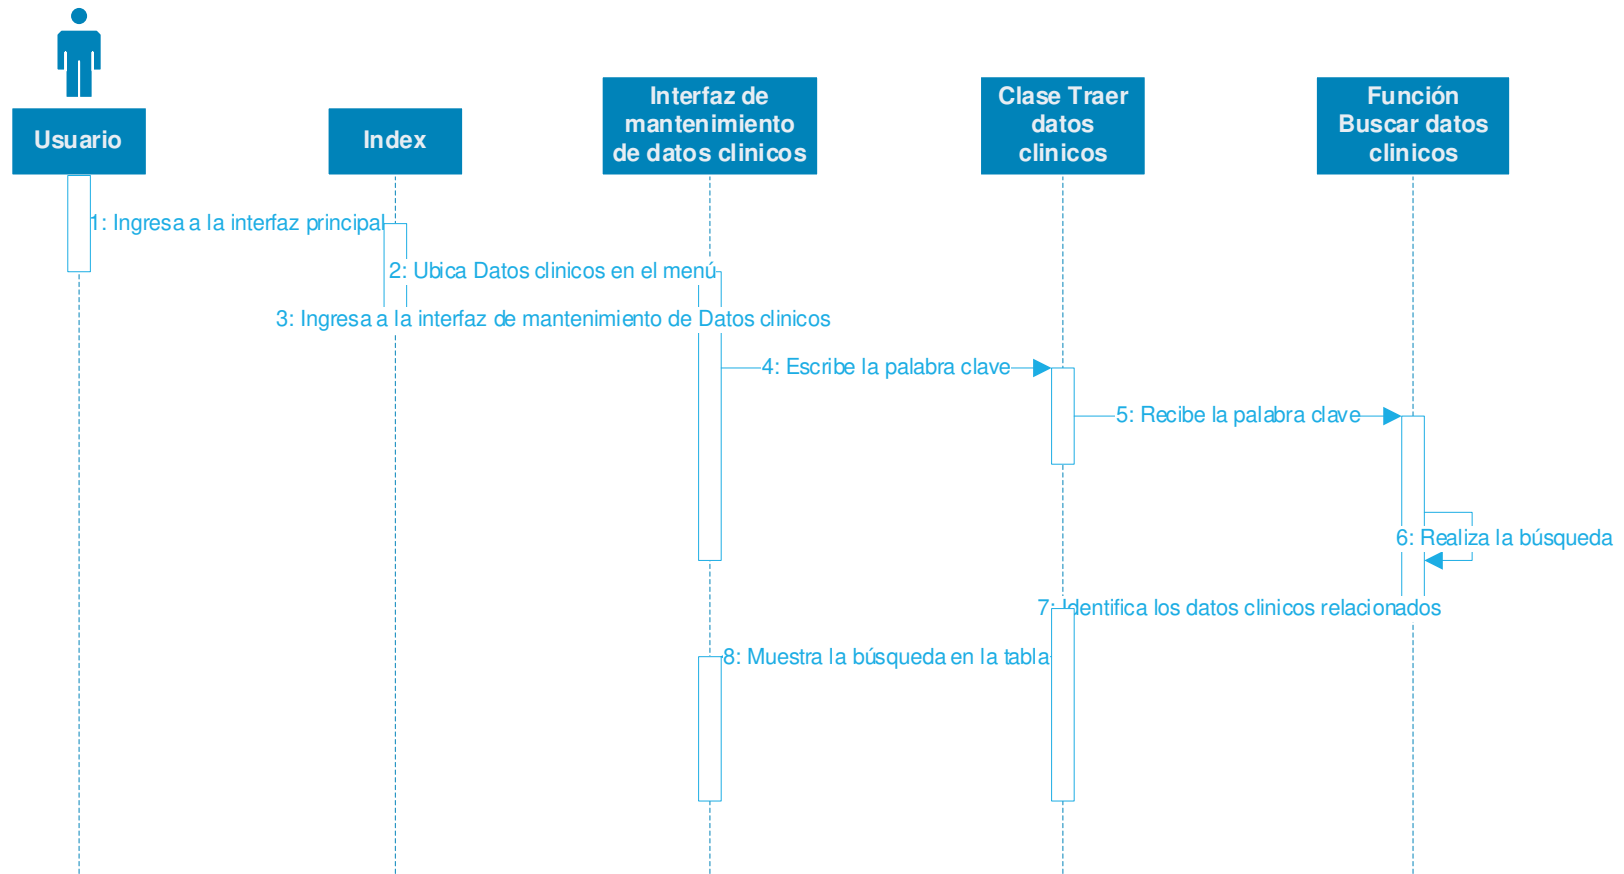 Usuario
Index
Interfaz de
mantenimiento
de datos clinicos
Clase Traer
datos
clinicos
Función
Buscar datos
clinicos
1: Ingresa a la interfaz principal
2: Ubica Datos clinicos en el menú
3: Ingresa a la interfaz de mantenimiento de Datos clinicos
4: Escribe la palabra clave
5: Recibe la palabra clave
6: Realiza la búsqueda
7: Identifica los datos clinicos relacionados
8: Muestra la búsqueda en la tabla